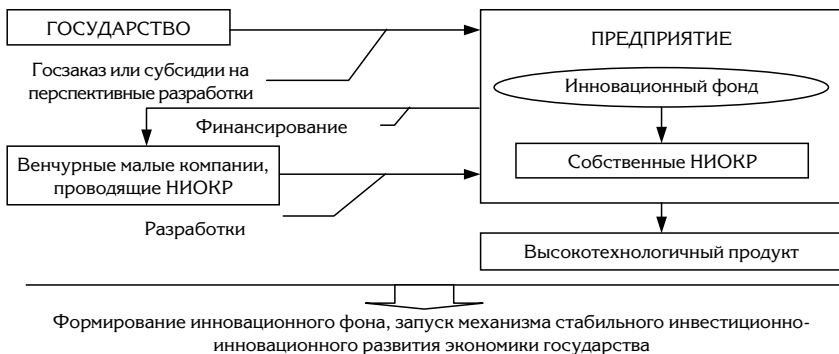 ГОСУДАРСТВО
ПРЕДПРИЯТИЕ
Госзаказ или субсидии на
перспективные разработки
Инновационный фонд
Финансирование
Венчурные малые компании,
проводящие НИОКР
Собственные НИОКР
Разработки
Высокотехнологичный продукт
Формирование инновационного фона, запуск механизма стабильного инвестиционно-
инновационного развития экономики государства